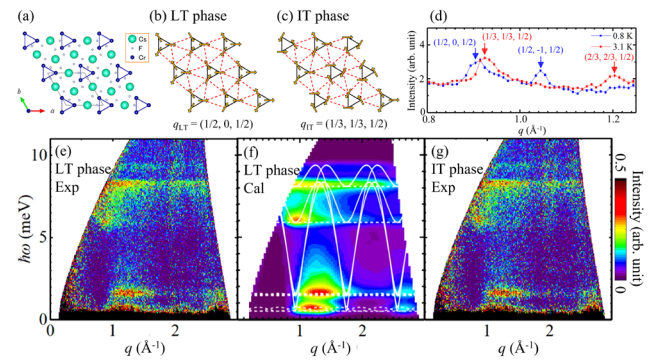 (a)
Cs
F
Cr
b
a
(b) LT phase
qLT = (1/2, 0, 1/2)
(c) IT phase
qIT = (1/3, 1/3, 1/2)
(d)
Intensity (arb. unit)
4
2
0
(1/3, 1/3, 1/2)
(1/2, 0, 1/2)
(1/2, -1, 1/2)
0.8 K
3.1 K
(2/3, 2/3, 1/2)
0.8
1.0
1.2
q (Å-1)
(e)
LT phase
Exp
ħω (meV)
10
5
0
1
2
q (Å-1)
(f)
LT phase
Cal
1
2
q (Å-1)
(g)
IT phase
Exp
1
2
q (Å-1)
0.5
0
Intensity (arb. unit)